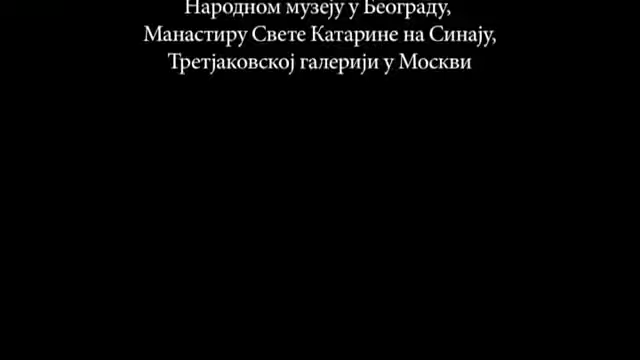 Народном музеју у Београду,
Манастиру Свете Катарине на Синају,
Третјаковској галерији у Москви